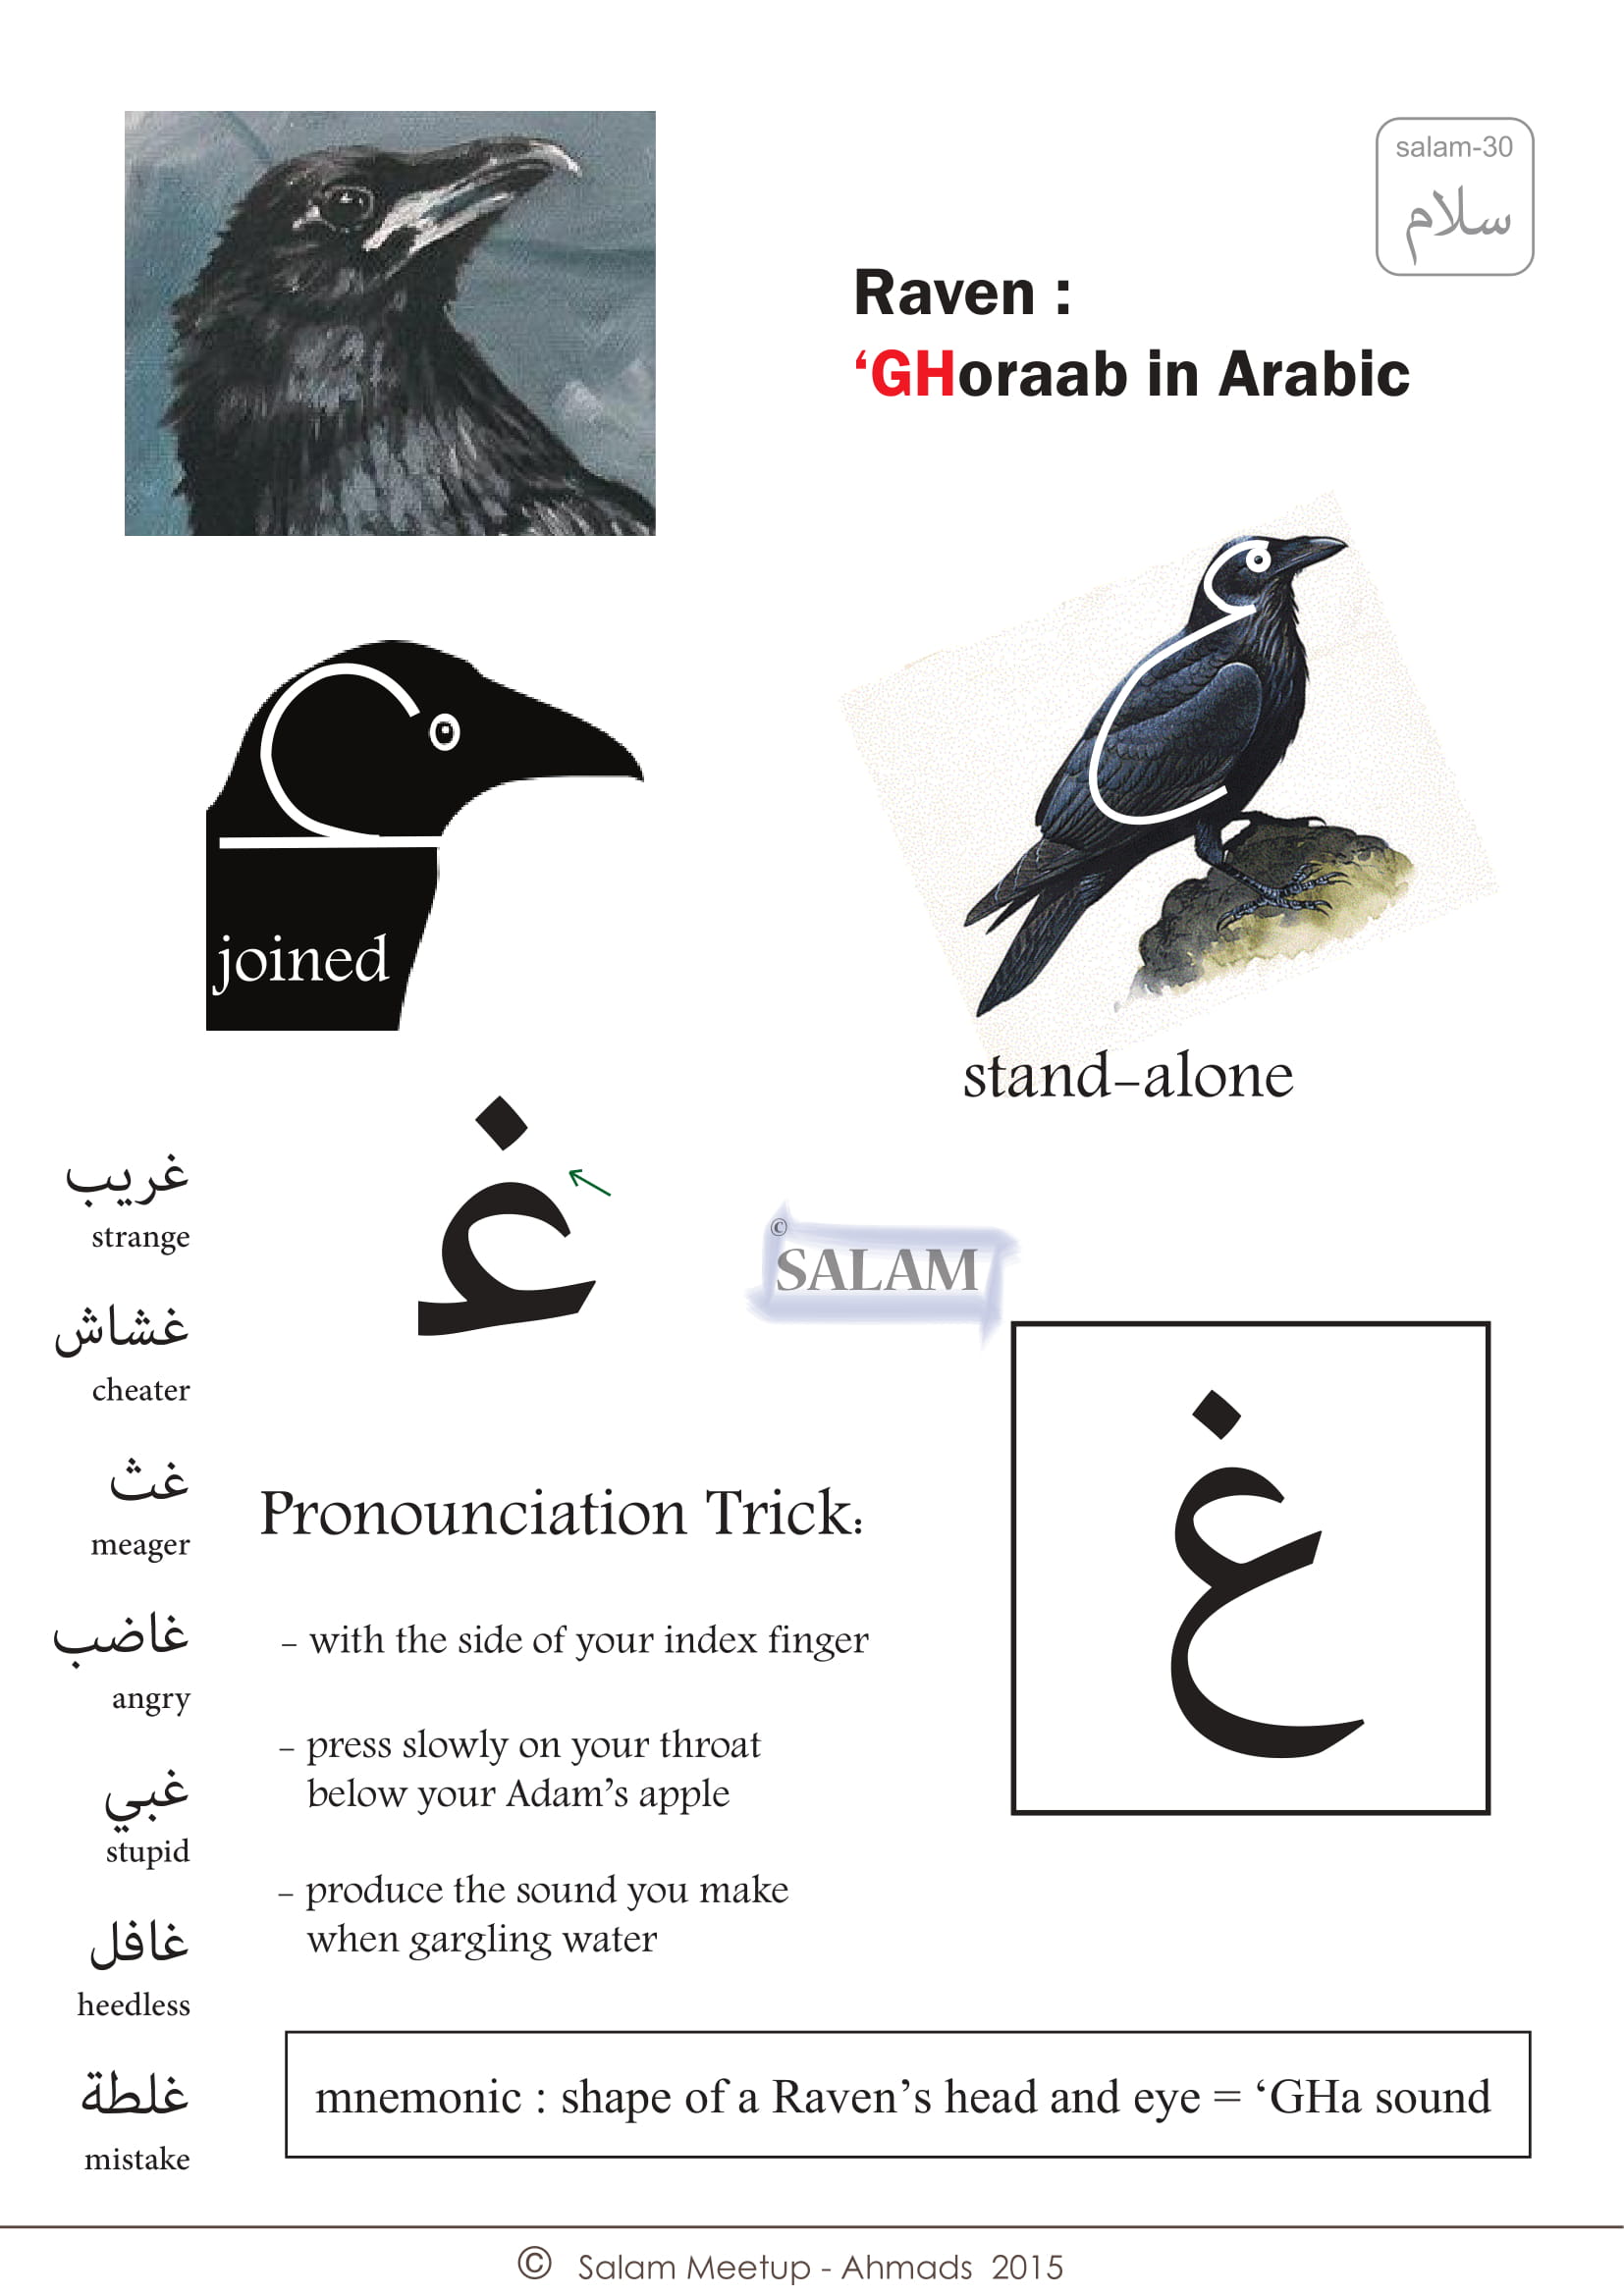 salam-30
سلام
Raven :
‘GHoraab in Arabic
joined
stand-alone
غ
غريب
strange
غشاش
cheater
غث
meager
غاضب
angry
غبي
stupid
غافل
heedless
غلطة
mistake
©
SALAM
غ
Pronounciation Trick:
- with the side of your index finger
- press slowly on your throat
below your Adam’s apple
- produce the sound you make
when gargling water
mnemonic : shape of a Raven’s head and eye = ‘GHa sound
© Salam Meetup - Ahmads 2015